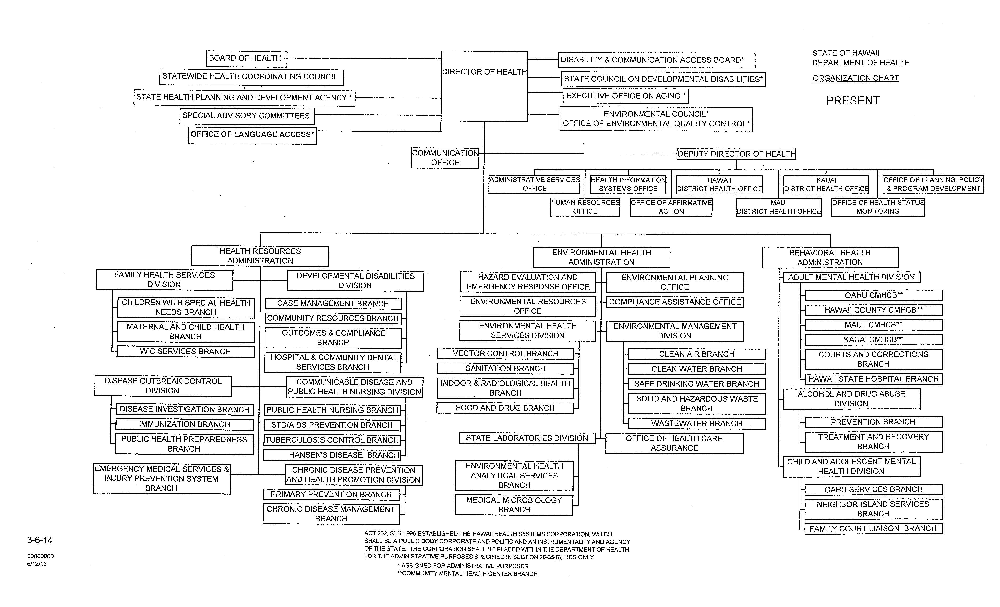 STATE OF HAWAII
DEPARTMENT OF HEALTH
ORGANIZATION CHART
PRESENT
BOARD OF HEALTH
STATEWIDE HEALTH COORDINATING COUNCIL
STATE HEALTH PLANNING AND DEVELOPMENT AGENCY *
SPECIAL ADVISORY COMMITTEES
OFFICE OF LANGUAGE ACCESS*
DIRECTOR OF HEALTH
DISABILITY & COMMUNICATION ACCESS BOARD*
STATE COUNCIL ON DEVELOPMENTAL DISABILITIES*
EXECUTIVE OFFICE ON AGING *
ENVIRONMENTAL COUNCIL*
OFFICE OF ENVIRONMENTAL QUALITY CONTROL*
COMMUNICATION
OFFICE
DEPUTY DIRECTOR OF HEALTH
ADMINISTRATIVE SERVICES
OFFICE
HEALTH INFORMATION
SYSTEMS OFFICE
HAWAII
DISTRICT HEALTH OFFICE
KAUAI
DISTRICT HEALTH OFFICE
OFFICE OF PLANNING, POLICY
& PROGRAM DEVELOPMENT
HUMAN RESOURCES
OFFICE
OFFICE OF AFFIRMATIVE
ACTION
MAUI
DISTRICT HEALTH OFFICE
OFFICE OF HEALTH STATUS
MONITORING
HEALTH RESOURCES
ADMINISTRATION
FAMILY HEALTH SERVICES
DIVISION
CHILDREN WITH SPECIAL HEALTH
NEEDS BRANCH
MATERNAL AND CHILD HEALTH
BRANCH
WIC SERVICES BRANCH
DEVELOPMENTAL DISABILITIES
DIVISION
CASE MANAGEMENT BRANCH
COMMUNITY RESOURCES BRANCH
OUTCOMES & COMPLIANCE
BRANCH
HOSPITAL & COMMUNITY DENTAL
SERVICES BRANCH
DISEASE OUTBREAK CONTROL
DIVISION
DISEASE INVESTIGATION BRANCH
IMMUNIZATION BRANCH
PUBLIC HEALTH PREPAREDNESS
BRANCH
COMMUNICABLE DISEASE AND
PUBLIC HEALTH NURSING DIVISION
PUBLIC HEALTH NURSING BRANCH
STD/AIDS PREVENTION BRANCH
TUBERCULOSIS CONTROL BRANCH
HANSEN'S DISEASE BRANCH
EMERGENCY MEDICAL SERVICES &
INJURY PREVENTION SYSTEM
BRANCH
CHRONIC DISEASE PREVENTION
AND HEALTH PROMOTION DIVISION
PRIMARY PREVENTION BRANCH
CHRONIC DISEASE MANAGEMENT
BRANCH
ENVIRONMENTAL HEALTH
ADMINISTRATION
HAZARD EVALUATION AND
EMERGENCY RESPONSE OFFICE
ENVIRONMENTAL PLANNING
OFFICE
ENVIRONMENTAL RESOURCES
OFFICE
COMPLIANCE ASSISTANCE OFFICE
ENVIRONMENTAL HEALTH
SERVICES DIVISION
VECTOR CONTROL BRANCH
SANITATION BRANCH
INDOOR & RADIOLOGICAL HEALTH
BRANCH
FOOD AND DRUG BRANCH
ENVIRONMENTAL MANAGEMENT
DIVISION
CLEAN AIR BRANCH
CLEAN WATER BRANCH
SAFE DRINKING WATER BRANCH
SOLID AND HAZARDOUS WASTE
BRANCH
WASTEWATER BRANCH
STATE LABORATORIES DIVISION
ENVIRONMENTAL HEALTH
ANALYTICAL SERVICES
BRANCH
MEDICAL MICROBIOLOGY
BRANCH
OFFICE OF HEALTH CARE
ASSURANCE
BEHAVIORAL HEALTH
ADMINISTRATION
ADULT MENTAL HEALTH DIVISION
OAHU CMHCB**
HAWAII COUNTY CMHCB**
MAUI CMHCB**
KAUAI CMHCB**
COURTS AND CORRECTIONS
BRANCH
HAWAII STATE HOSPITAL BRANCH
ALCOHOL AND DRUG ABUSE
DIVISION
PREVENTION BRANCH
TREATMENT AND RECOVERY
BRANCH
CHILD AND ADOLESCENT MENTAL
HEALTH DIVISION
OAHU SERVICES BRANCH
NEIGHBOR ISLAND SERVICES
BRANCH
FAMILY COURT LIAISON BRANCH
ACT 262, SLH 1996 ESTABLISHED THE HAWAII HEALTH SYSTEMS CORPORATION, WHICH
SHALL BE A PUBLIC BODY CORPORATE AND POLITIC AND AN INSTRUMENTALITY AND AGENCY
OF THE STATE. THE CORPORATION SHALL BE PLACED WITHIN THE DEPARTMENT OF HEALTH
FOR THE ADMINISTRATIVE PURPOSES SPECIFIED IN SECTION 26-35(6), HRS ONLY.
* ASSIGNED FOR ADMINISTRATIVE PURPOSES.
**COMMUNITY MENTAL HEALTH CENTER BRANCH.
3-6-14
00000000
6/12/12